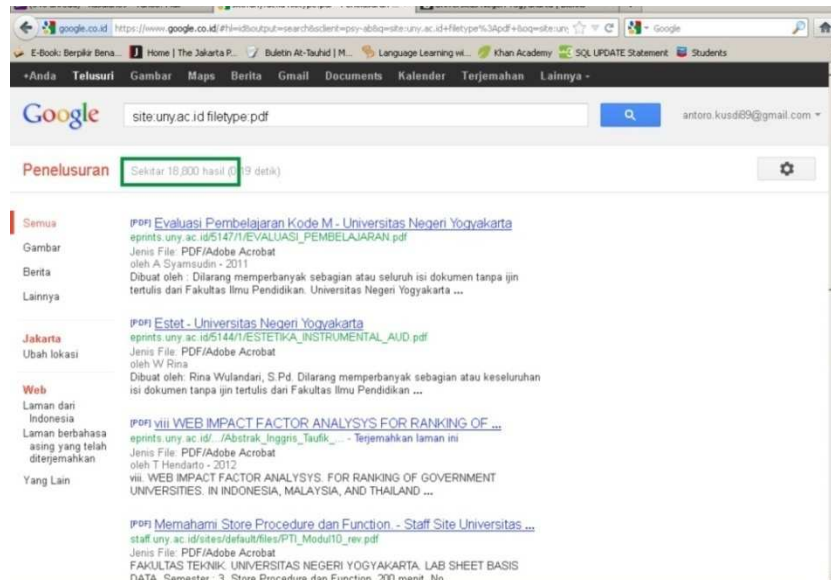 google.co.id https://www.google.co.id/#hl=id&output=search&sclient=psy-ab&q=site:uny.ac.id+filetype%3Apdf+&oq=site:uny
Google
E-Book: Berpikir Bena...
Home | The Jakarta P...
Buletin At-Tauhid | M...
Language Learning wi...
Khan Academy
SQL UPDATE Statement
Students
+Anda Telusuri Gambar Maps Berita Gmail Documents Kalender Terjemahan Lainnya
Google
site:uny.ac.id filetype:pdf
antoro.kusdi89@gmail.com
Penelusuran
Sekitar 18,800 hasil (0,19 detik)
Semua
Gambar
Berita
Lainnya
Jakarta
Ubah lokasi
Web
Laman dari
Indonesia
Laman berbahasa
asing yang telah
diterjemahkan
Yang Lain
[PDF] Evaluasi Pembelajaran Kode M - Universitas Negeri Yogyakarta
eprints.uny.ac.id/5147/1/EVALUASI_PEMBELAJARAN.pdf
Jenis File: PDF/Adobe Acrobat
oleh A Syamsudin - 2011
Dibuat oleh : Dilarang memperbanyak sebagian atau seluruh isi dokumen tanpa ijin
tertulis dari Fakultas Ilmu Pendidikan. Universitas Negeri Yogyakarta ...
[PDF] Estet - Universitas Negeri Yogyakarta
eprints.uny.ac.id/5144/1/ESTETIKA_INSTRUMENTAL_AUD.pdf
Jenis File: PDF/Adobe Acrobat
oleh W Rina
Dibuat oleh: Rina Wulandari, S.Pd. Dilarang memperbanyak sebagian atau keseluruhan
isi dokumen tanpa ijin tertulis dari Fakultas Ilmu Pendidikan ...
[PDF] viii WEB IMPACT FACTOR ANALYSYS FOR RANKING OF ...
eprints.uny.ac.id/.../Abstrak_Inggris_Taufik_... - Terjemahkan laman ini
Jenis File: PDF/Adobe Acrobat
oleh T Hendarto - 2012
viii. WEB IMPACT FACTOR ANALYSYS. FOR RANKING OF GOVERNMENT
UNIVERSITIES. IN INDONESIA, MALAYSIA, AND THAILAND ...
[PDF] Memahami Store Procedure dan Function. - Staff Site Universitas ...
staff.uny.ac.id/sites/default/files/PTI_Modul10_rev.pdf
Jenis File: PDF/Adobe Acrobat
FAKULTAS TEKNIK. UNIVERSITAS NEGERI YOGYAKARTA. LAB SHEET BASIS
DATA. Semester : 3. Store Procedure dan Function. 200 menit. No